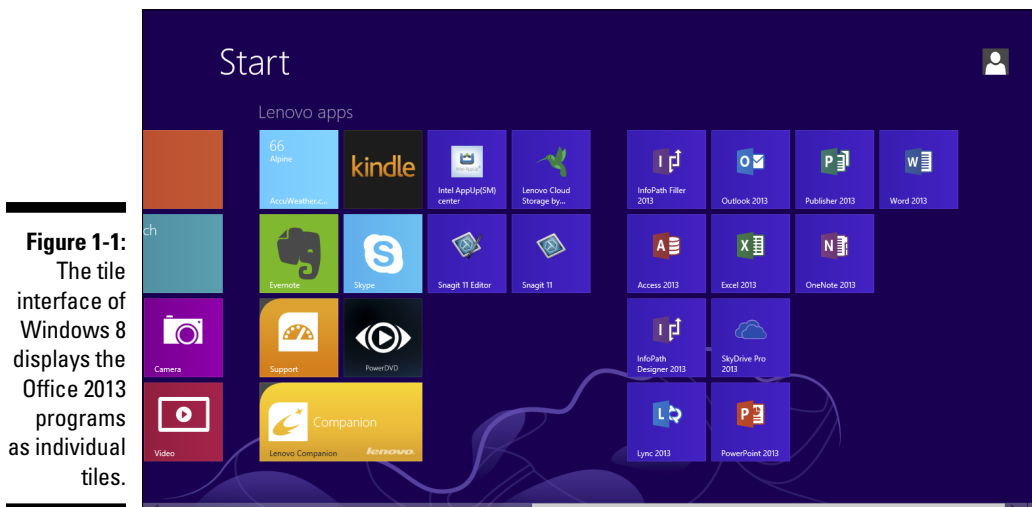 Start
Lenovo apps
66
Alpine
AccuWeather.c...
kindle
Intel AppUp(SM)
center
Lenovo Cloud
Storage by...
InfoPath Filler
2013
Outlook 2013
Publisher 2013
Word 2013
ch
Evernote
Skype
Snagit 11 Editor
Snagit 11
Access 2013
Excel 2013
OneNote 2013
Camera
Support
PowerDVD
InfoPath
Designer 2013
SkyDrive Pro
2013
Video
Companion
Lenovo Companion
lenovo
Lync 2013
PowerPoint 2013
Figure 1-1:
The tile
interface of
Windows 8
displays the
Office 2013
programs
as individual
tiles.